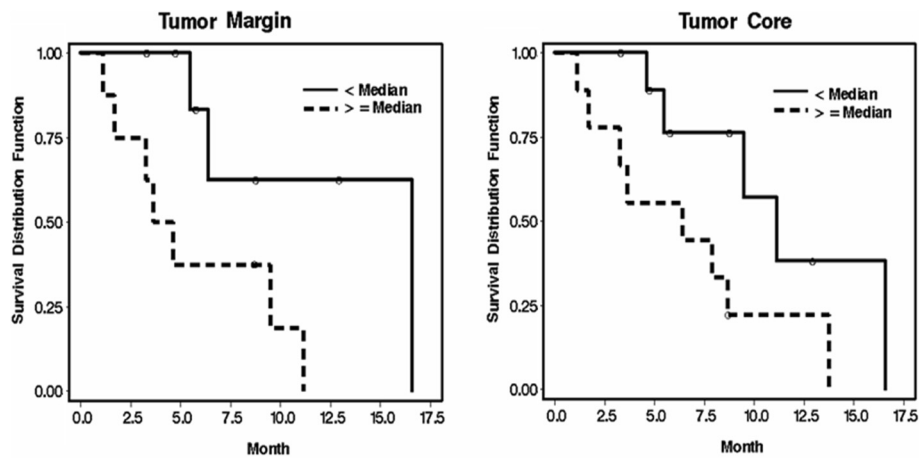 Tumor Margin
Survival Distribution Function
1.00
0.75
0.50
0.25
0.00
< Median
> = Median
0.0 2.5 5.0 7.5 10.0 12.5 15.0 17.5
Month
Tumor Core
Survival Distribution Function
1.00
0.75
0.50
0.25
0.00
< Median
> = Median
0.0 2.5 5.0 7.5 10.0 12.5 15.0 17.5
Month